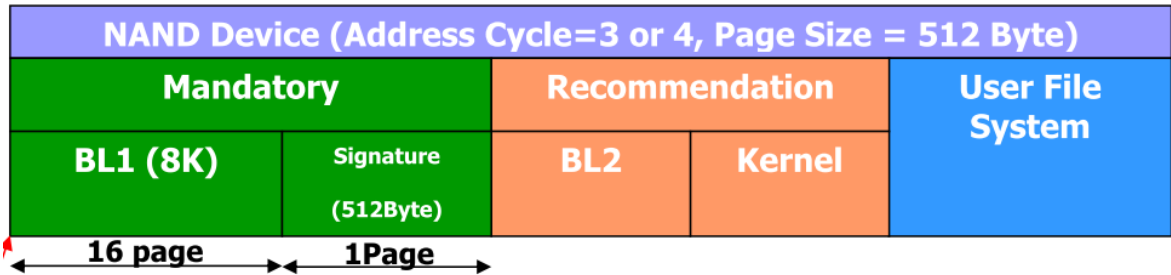 NAND Device (Address Cycle=3 or 4, Page Size = 512 Byte)
Mandatory
Recommendation
User File
System
BL1 (8K)
Signature
(512Byte)
BL2
Kernel
16 page
1Page